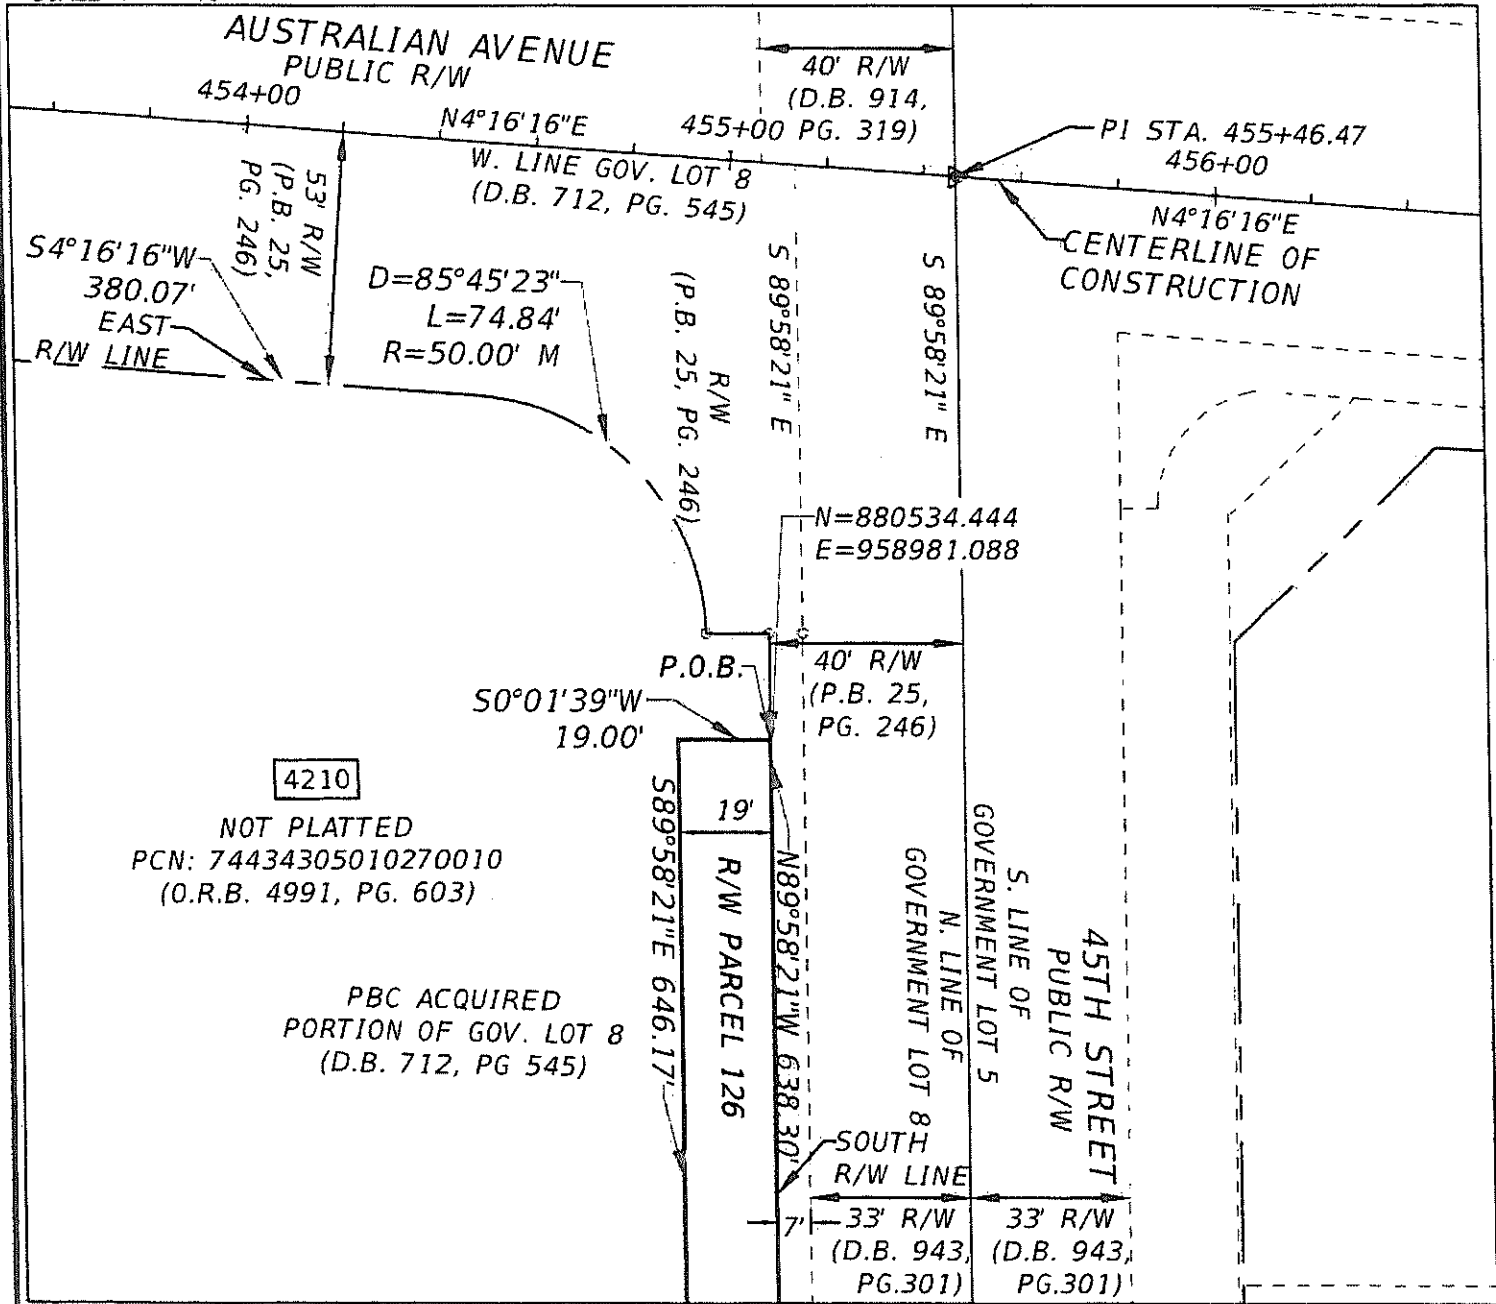 AUSTRALIAN AVENUE
PUBLIC R/W
454+00
N4°16'16"E
455+00
40' R/W
(D.B. 914,
PG. 319)
PI STA. 455+46.47
456+00
N4°16'16"E
CENTERLINE OF
CONSTRUCTION
W. LINE GOV. LOT 8
(D.B. 712, PG. 545)
53' R/W
(P.B. 25,
PG. 246)
S4°16'16"W
380.07'
EAST
R/W LINE
D=85°45'23"
L=74.84'
R=50.00' M
R/W
(P.B. 25, PG. 246)
S 89°58'21" E
S 89°58'21" E
N=880534.444
E=958981.088
P.O.B.
40' R/W
(P.B. 25,
PG. 246)
S0°01'39"W
19.00'
4210
NOT PLATTED
PCN: 74434305010270010
(O.R.B. 4991, PG. 603)
PBC ACQUIRED
PORTION OF GOV. LOT 8
(D.B. 712, PG 545)
S89°58'21"E 646.17'
19'
R/W PARCEL 126
N89°58'21"W 638.30'
N. LINE OF
GOVERNMENT LOT 8
S. LINE OF
GOVERNMENT LOT 5
45TH STREET
PUBLIC R/W
SOUTH
R/W LINE
7'
33' R/W
(D.B. 943,
PG.301)
33' R/W
(D.B. 943,
PG.301)